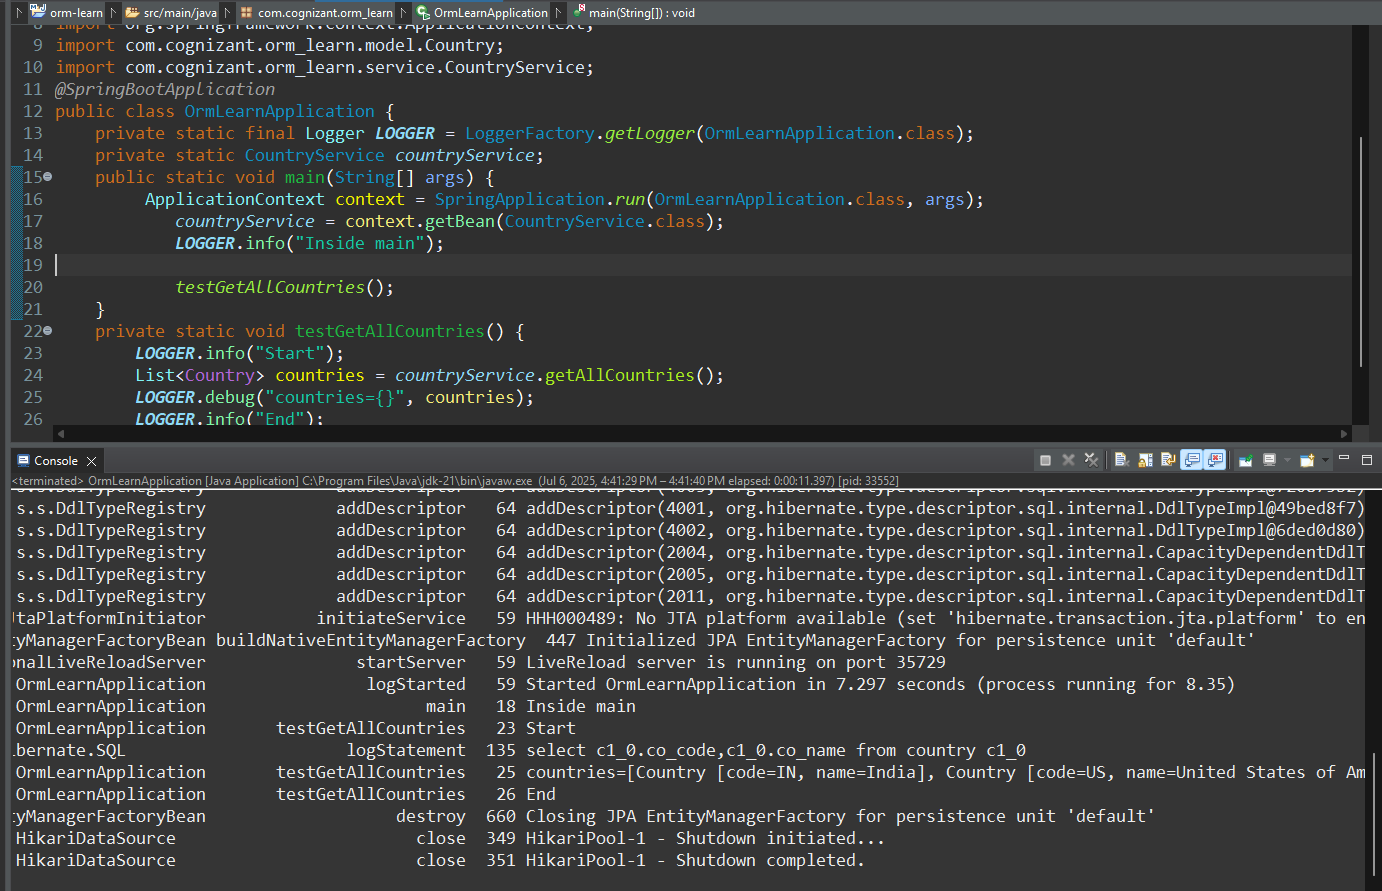 orm-learn src/main/java com.cognizant.orm_learn OrmLearnApplication main(String[]) : void
8 import org.springframework.context.ApplicationContext;
9 import com.cognizant.orm_learn.model.Country;
10 import com.cognizant.orm_learn.service.CountryService;
11 @SpringBootApplication
12 public class OrmLearnApplication {
13 private static final Logger LOGGER = LoggerFactory.getLogger(OrmLearnApplication.class);
14 private static CountryService countryService;
15 public static void main(String[] args) {
16 ApplicationContext context = SpringApplication.run(OrmLearnApplication.class, args);
17 countryService = context.getBean(CountryService.class);
18 LOGGER.info("Inside main");
19
20 testGetAllCountries();
21 }
22 private static void testGetAllCountries() {
23 LOGGER.info("Start");
24 List<Country> countries = countryService.getAllCountries();
25 LOGGER.debug("countries={}", countries);
26 LOGGER.info("End");
Console
<terminated> OrmLearnApplication [Java Application] C:\Program Files\Java\jdk-21\bin\javaw.exe (Jul 6, 2025, 4:41:29 PM – 4:41:40 PM elapsed: 0:00:11.397) [pid: 33552]
s.s.DdlTypeRegistry addDescriptor 64 addDescriptor(4001, org.hibernate.type.descriptor.sql.internal.DdlTypeImpl@49bed8f7)
s.s.DdlTypeRegistry addDescriptor 64 addDescriptor(4002, org.hibernate.type.descriptor.sql.internal.DdlTypeImpl@6ded0d80)
s.s.DdlTypeRegistry addDescriptor 64 addDescriptor(2004, org.hibernate.type.descriptor.sql.internal.CapacityDependentDdlT
s.s.DdlTypeRegistry addDescriptor 64 addDescriptor(2005, org.hibernate.type.descriptor.sql.internal.CapacityDependentDdlT
s.s.DdlTypeRegistry addDescriptor 64 addDescriptor(2011, org.hibernate.type.descriptor.sql.internal.CapacityDependentDdlT
JtaPlatformInitiator initiateService 59 HHH000489: No JTA platform available (set 'hibernate.transaction.jta.platform' to en
tyManagerFactoryBean buildNativeEntityManagerFactory 447 Initialized JPA EntityManagerFactory for persistence unit 'default'
onalLiveReloadServer startServer 59 LiveReload server is running on port 35729
OrmLearnApplication logStarted 59 Started OrmLearnApplication in 7.297 seconds (process running for 8.35)
OrmLearnApplication main 18 Inside main
OrmLearnApplication testGetAllCountries 23 Start
ibernate.SQL logStatement 135 select c1_0.co_code,c1_0.co_name from country c1_0
OrmLearnApplication testGetAllCountries 25 countries=[Country [code=IN, name=India], Country [code=US, name=United States of Am
OrmLearnApplication testGetAllCountries 26 End
tyManagerFactoryBean destroy 660 Closing JPA EntityManagerFactory for persistence unit 'default'
HikariDataSource close 349 HikariPool-1 - Shutdown initiated...
HikariDataSource close 351 HikariPool-1 - Shutdown completed.